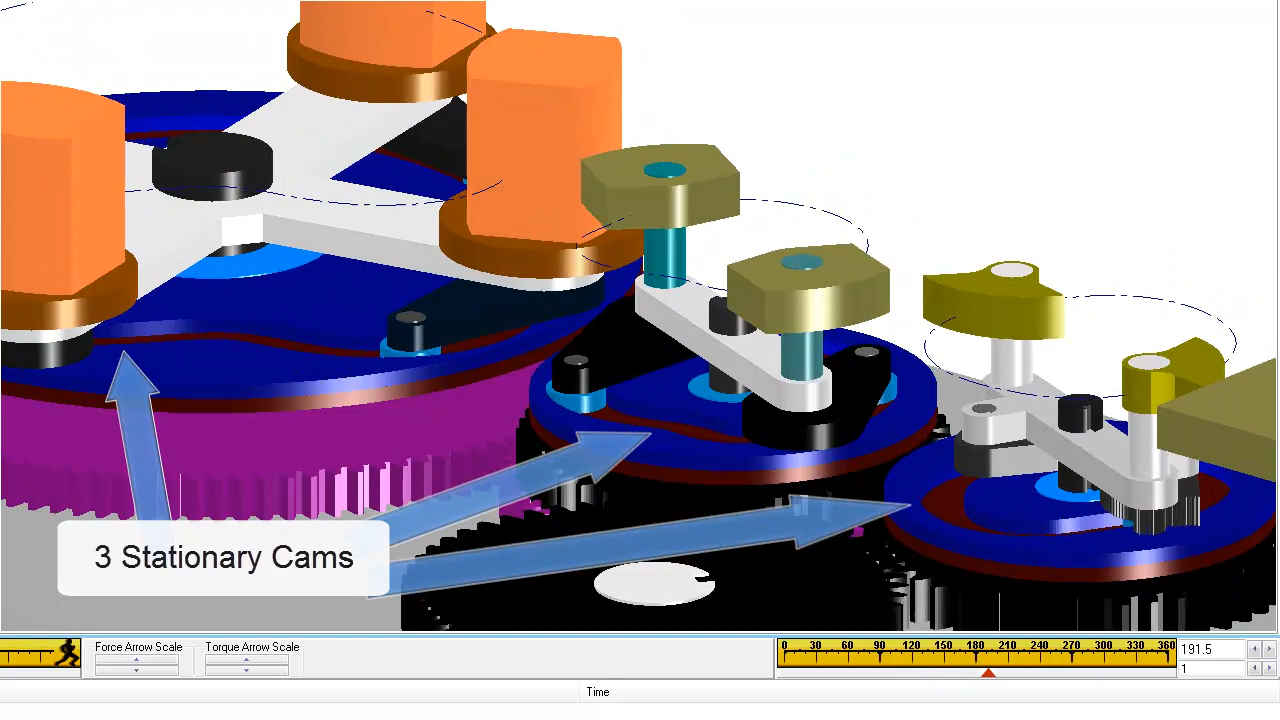 3 Stationary Cams
Force Arrow Scale
Torque Arrow Scale
0 30 60 90 120 150 180 210 240 270 300 330 360
191.5
1
Time